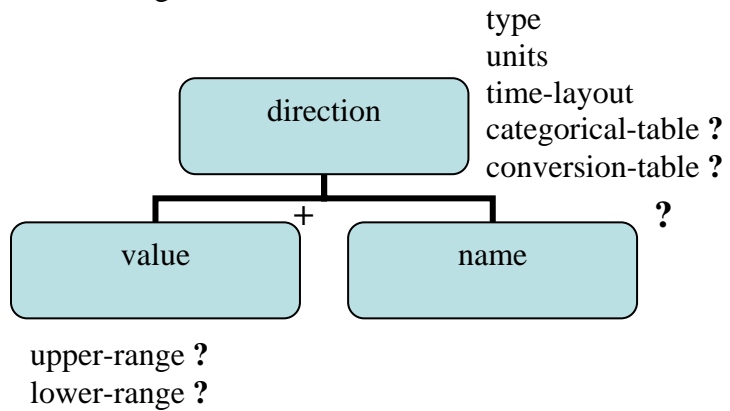 type
units
time-layout
categorical-table ?
conversion-table ?
direction
+
?
value
name
upper-range ?
lower-range ?